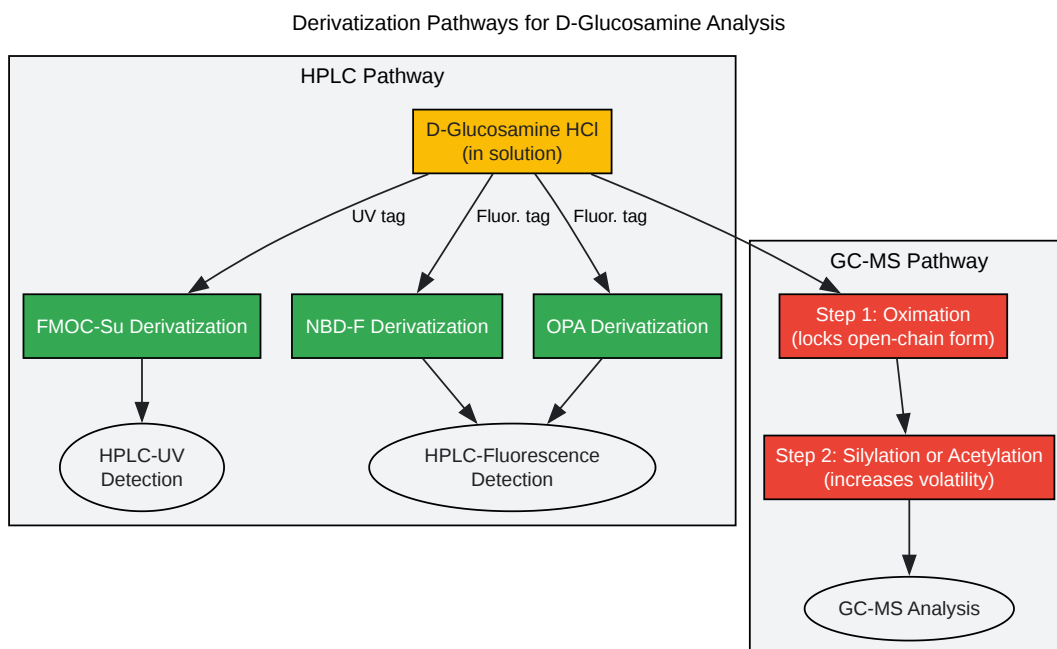 Derivatization Pathways for D-Glucosamine Analysis
HPLC Pathway
D-Glucosamine HCl
(in solution)
UV tag
Fluor. tag
Fluor. tag
GC-MS Pathway
FMOC-Su Derivatization
NBD-F Derivatization
OPA Derivatization
Step 1: Oximation
(locks open-chain form)
HPLC-UV
Detection
HPLC-Fluorescence
Detection
Step 2: Silylation or Acetylation
(increases volatility)
GC-MS Analysis